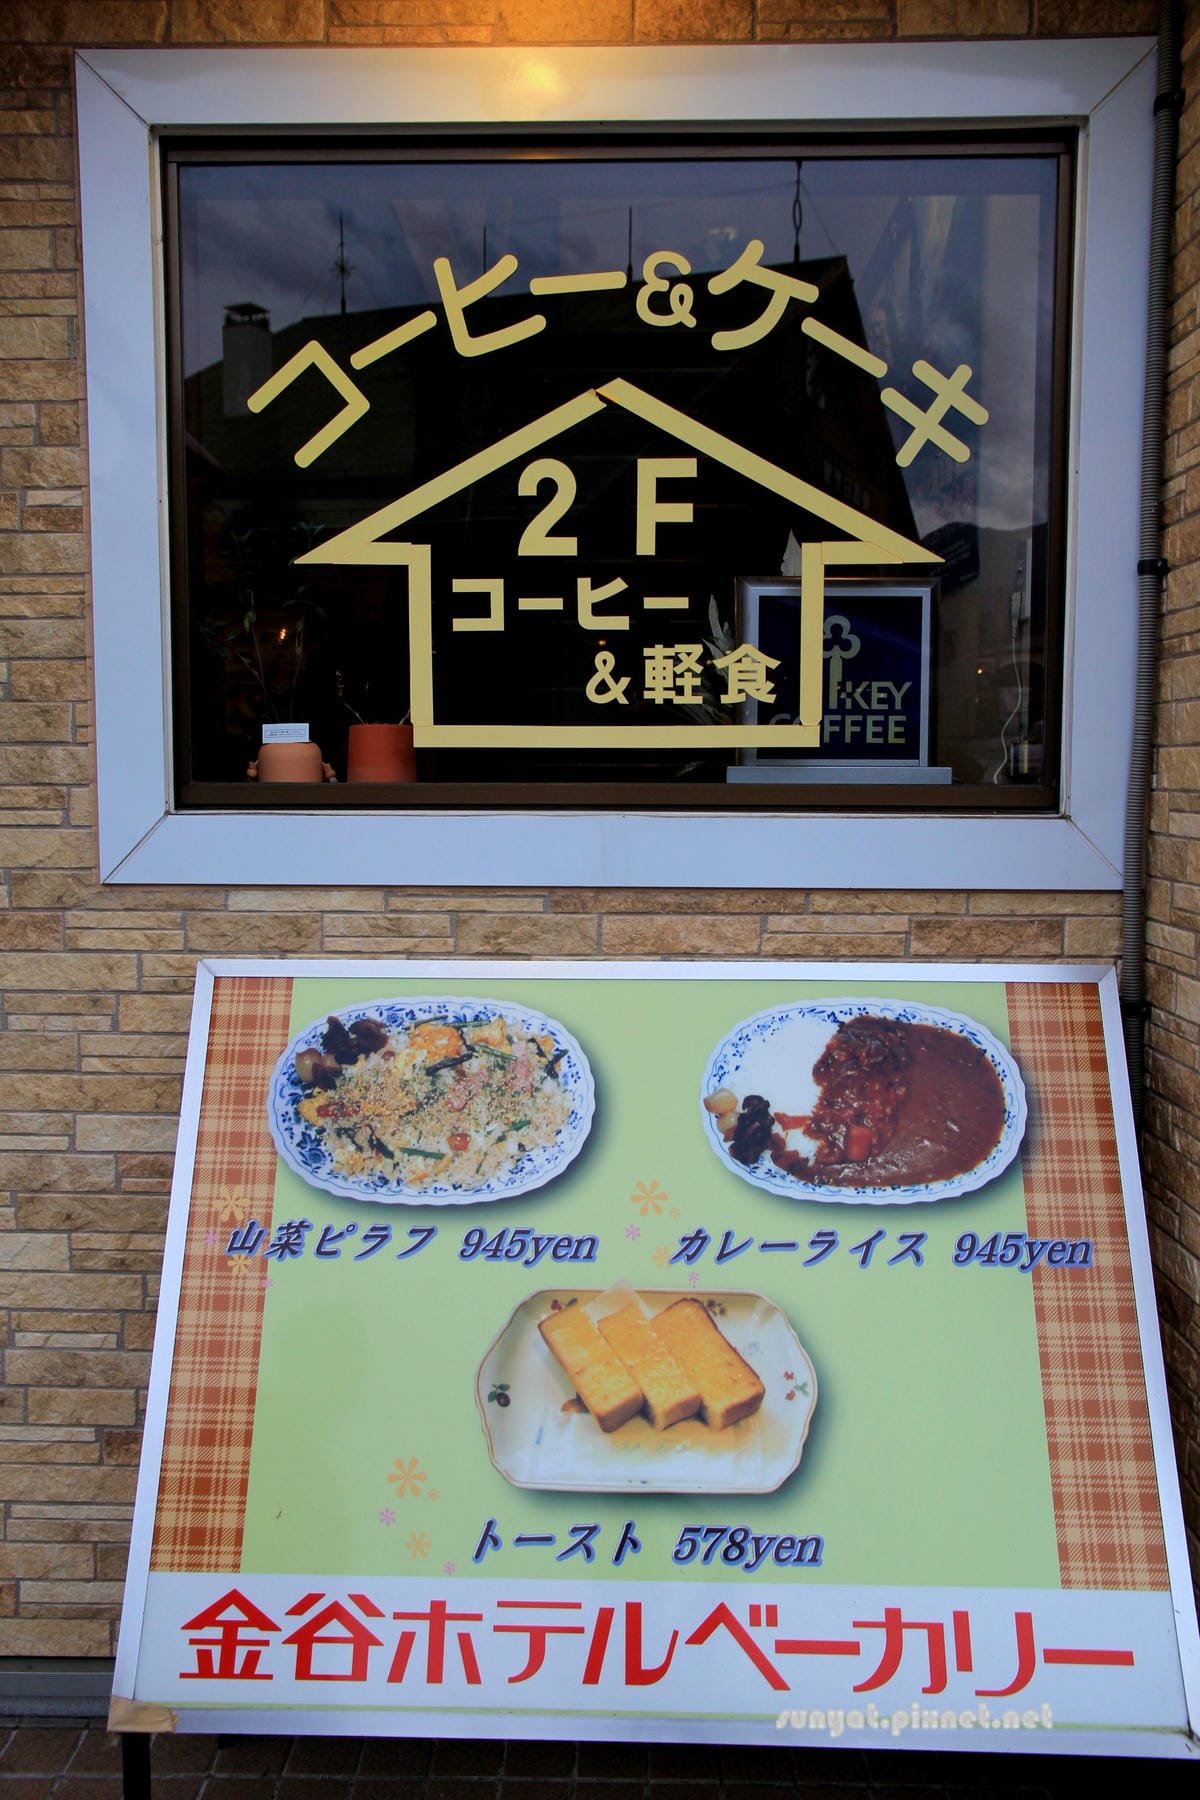 コーヒー&ケーキ
2F
コーヒー
&軽食
KEY
COFFEE
山菜ピラフ 945yen
カレーライス 945yen
トースト 578yen
金谷ホテルベーカリー
sunyat.pixnet.net